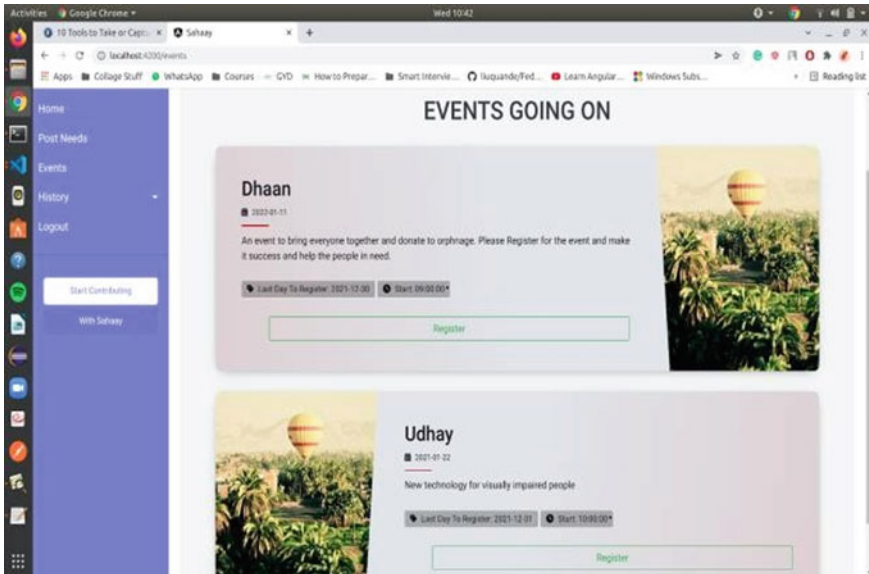 Activities
Google Chrome
Wed 10:42
10 Tools to Take or Captu
Sahaay
localhost:4200/events
Apps
Collage Stuff
WhatsApp
Courses
GYD
How to Prepar...
Smart Intervie...
Learn Angular...
Windows Subs...
Reading list
Home
Post Needs
Events
History
Logout
Start Contributing
With Sahaay
EVENTS GOING ON
Dhaan
2022-01-11
An event to bring everyone together and donate to orphnage. Please Register for the event and make
it success and help the people in need.
Last Day To Register: 2021-12-30
Start: 09:00:00*
Register
Udhay
2021-01-22
New technology for visually impaired people
Last Day To Register: 2021-12-31
Start: 10:00:00*
Register